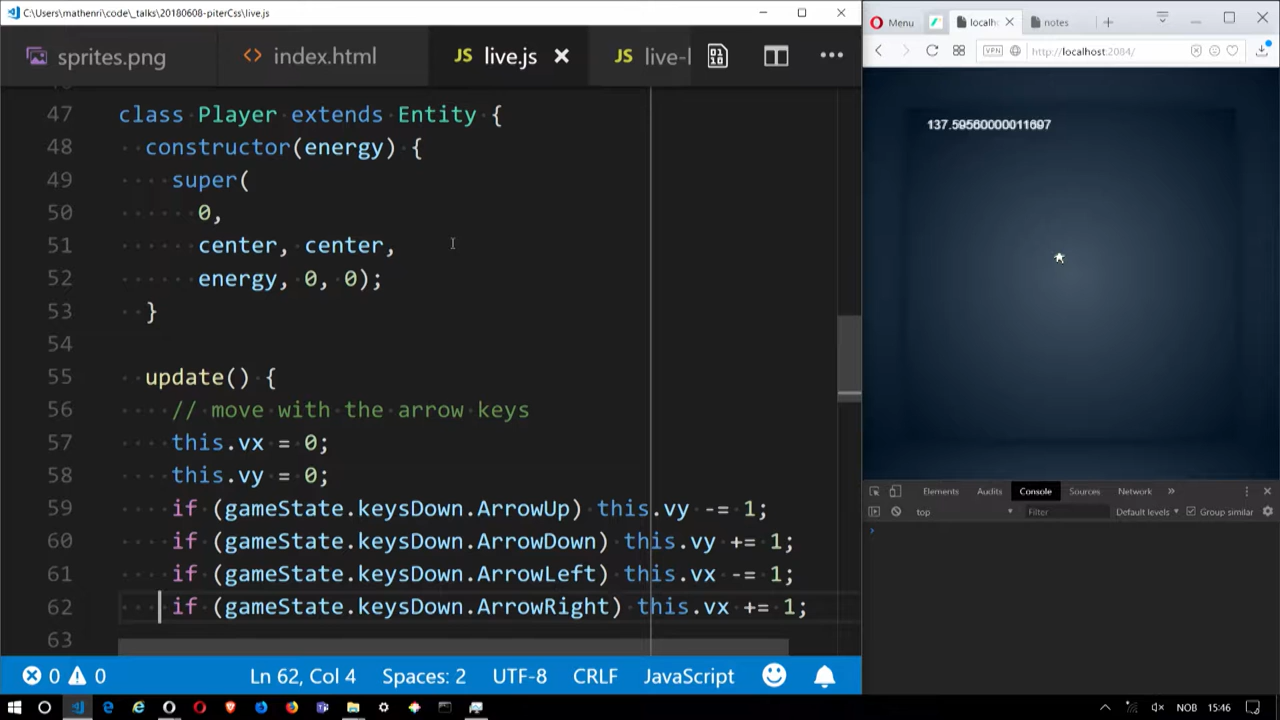 C:\Users\mathenri\code\_talks\20180608-piterCss\live.js
sprites.png
index.html
JS live.js
JS live-l
47 class Player extends Entity {
48 constructor(energy) {
49 super(
50 0,
51 center, center,
52 energy, 0, 0);
53 }
54
55 update() {
56 // move with the arrow keys
57 this.vx = 0;
58 this.vy = 0;
59 if (gameState.keysDown.ArrowUp) this.vy -= 1;
60 if (gameState.keysDown.ArrowDown) this.vy += 1;
61 if (gameState.keysDown.ArrowLeft) this.vx -= 1;
62 if (gameState.keysDown.ArrowRight) this.vx += 1;
63
0 0 Ln 62, Col 4 Spaces: 2 UTF-8 CRLF JavaScript
Menu localh notes
VPN http://localhost:2084/
137.59560000011697
Elements Audits Console Sources Network »
top Filter Default levels Group similar
NOB 15:46